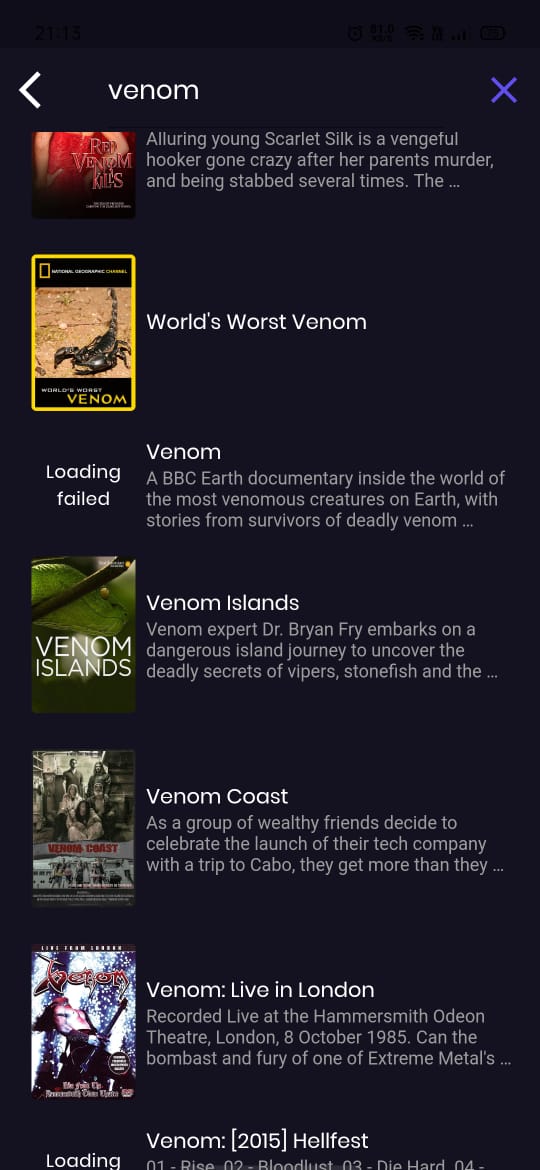 21:13
venom
RED
VENOM
KILLS
Alluring young Scarlet Silk is a vengeful
hooker gone crazy after her parents murder,
and being stabbed several times. The …
NATIONAL GEOGRAPHIC CHANNEL
WORLD'S WORST
VENOM
World's Worst Venom
Loading
failed
Venom
A BBC Earth documentary inside the world of
the most venomous creatures on Earth, with
stories from survivors of deadly venom …
VENOM
ISLANDS
Venom Islands
Venom expert Dr. Bryan Fry embarks on a
dangerous island journey to uncover the
deadly secrets of vipers, stonefish and the …
VENOM COAST
Venom Coast
As a group of wealthy friends decide to
celebrate the launch of their tech company
with a trip to Cabo, they get more than they …
LIVE FROM LONDON
Venom
Live From The
Hammersmith Odeon Theatre
Venom: Live in London
Recorded Live at the Hammersmith Odeon
Theatre, London, 8 October 1985. Can the
bombast and fury of one of Extreme Metal's …
Loading
Venom: [2015] Hellfest
01 - Rise 02 - Bloodlust 03 - Die Hard 04 -